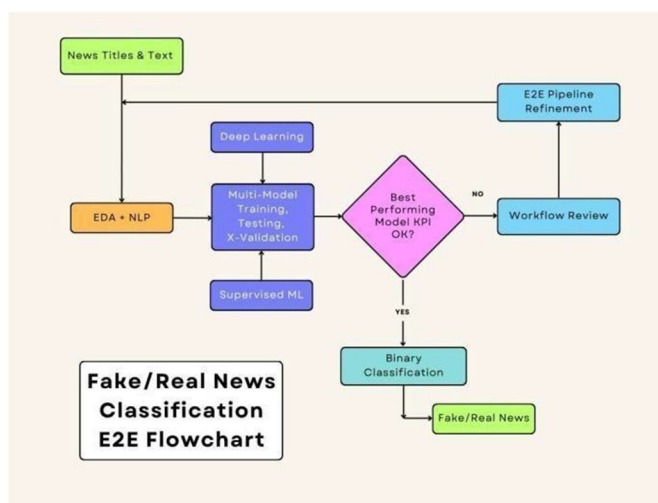 News Titles & Text
E2E Pipeline
Refinement
Deep Learning
Multi-Model
Training,
Testing,
X-Validation
Best
Performing
Model KPI
OK?
NO
EDA + NLP
Workflow Review
Supervised ML
YES
Binary
Classification
Fake/Real News
Classification
E2E Flowchart
Fake/Real News